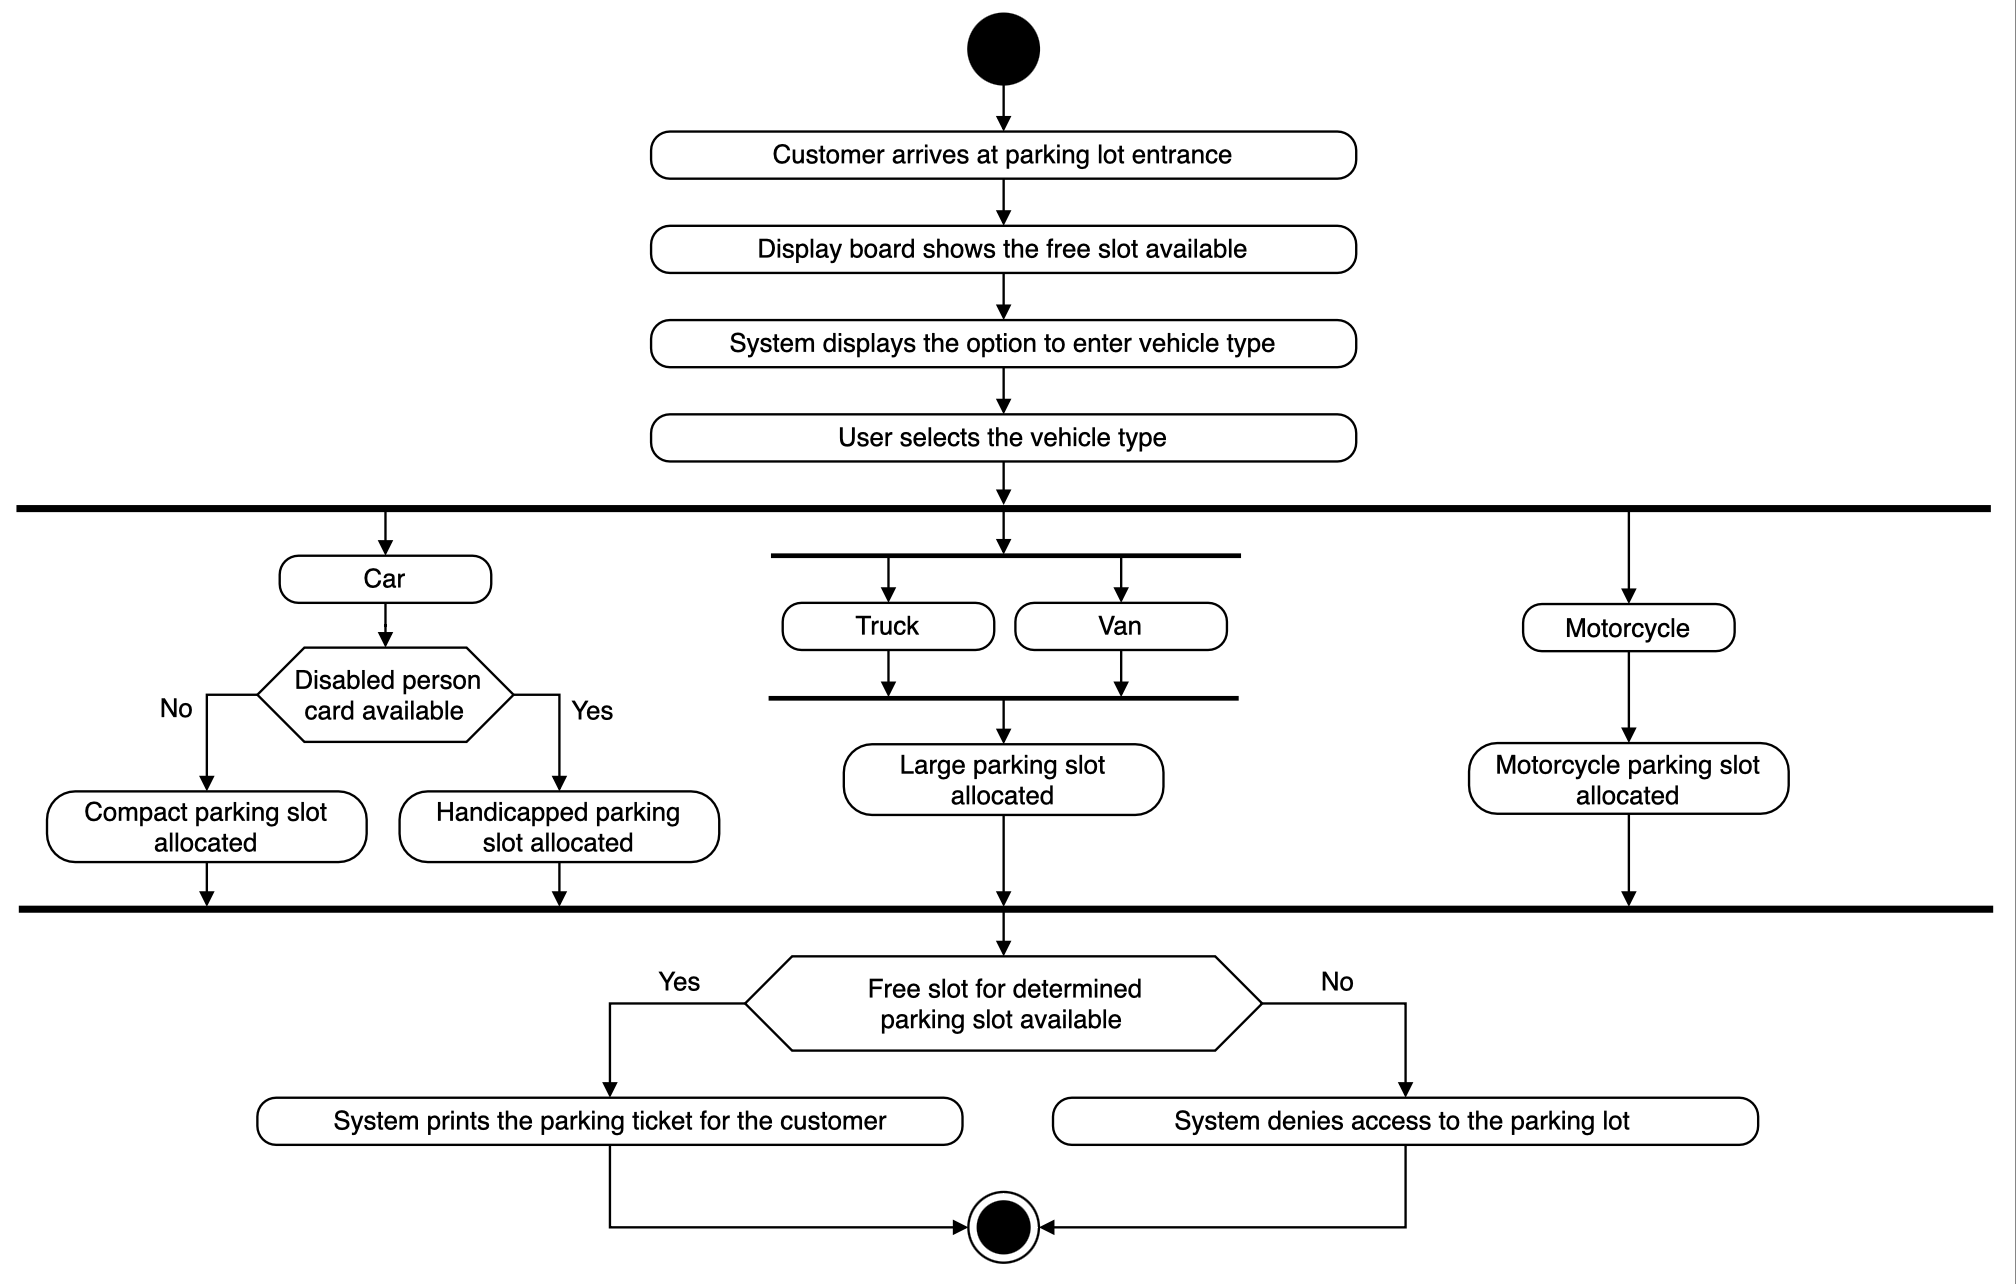 Customer arrives at parking lot entrance
Display board shows the free slot available
System displays the option to enter vehicle type
User selects the vehicle type
Car
Truck
Van
Motorcycle
Disabled person
card available
No
Yes
Large parking slot
allocated
Motorcycle parking slot
allocated
Compact parking slot
allocated
Handicapped parking
slot allocated
Yes
No
Free slot for determined
parking slot available
System prints the parking ticket for the customer
System denies access to the parking lot